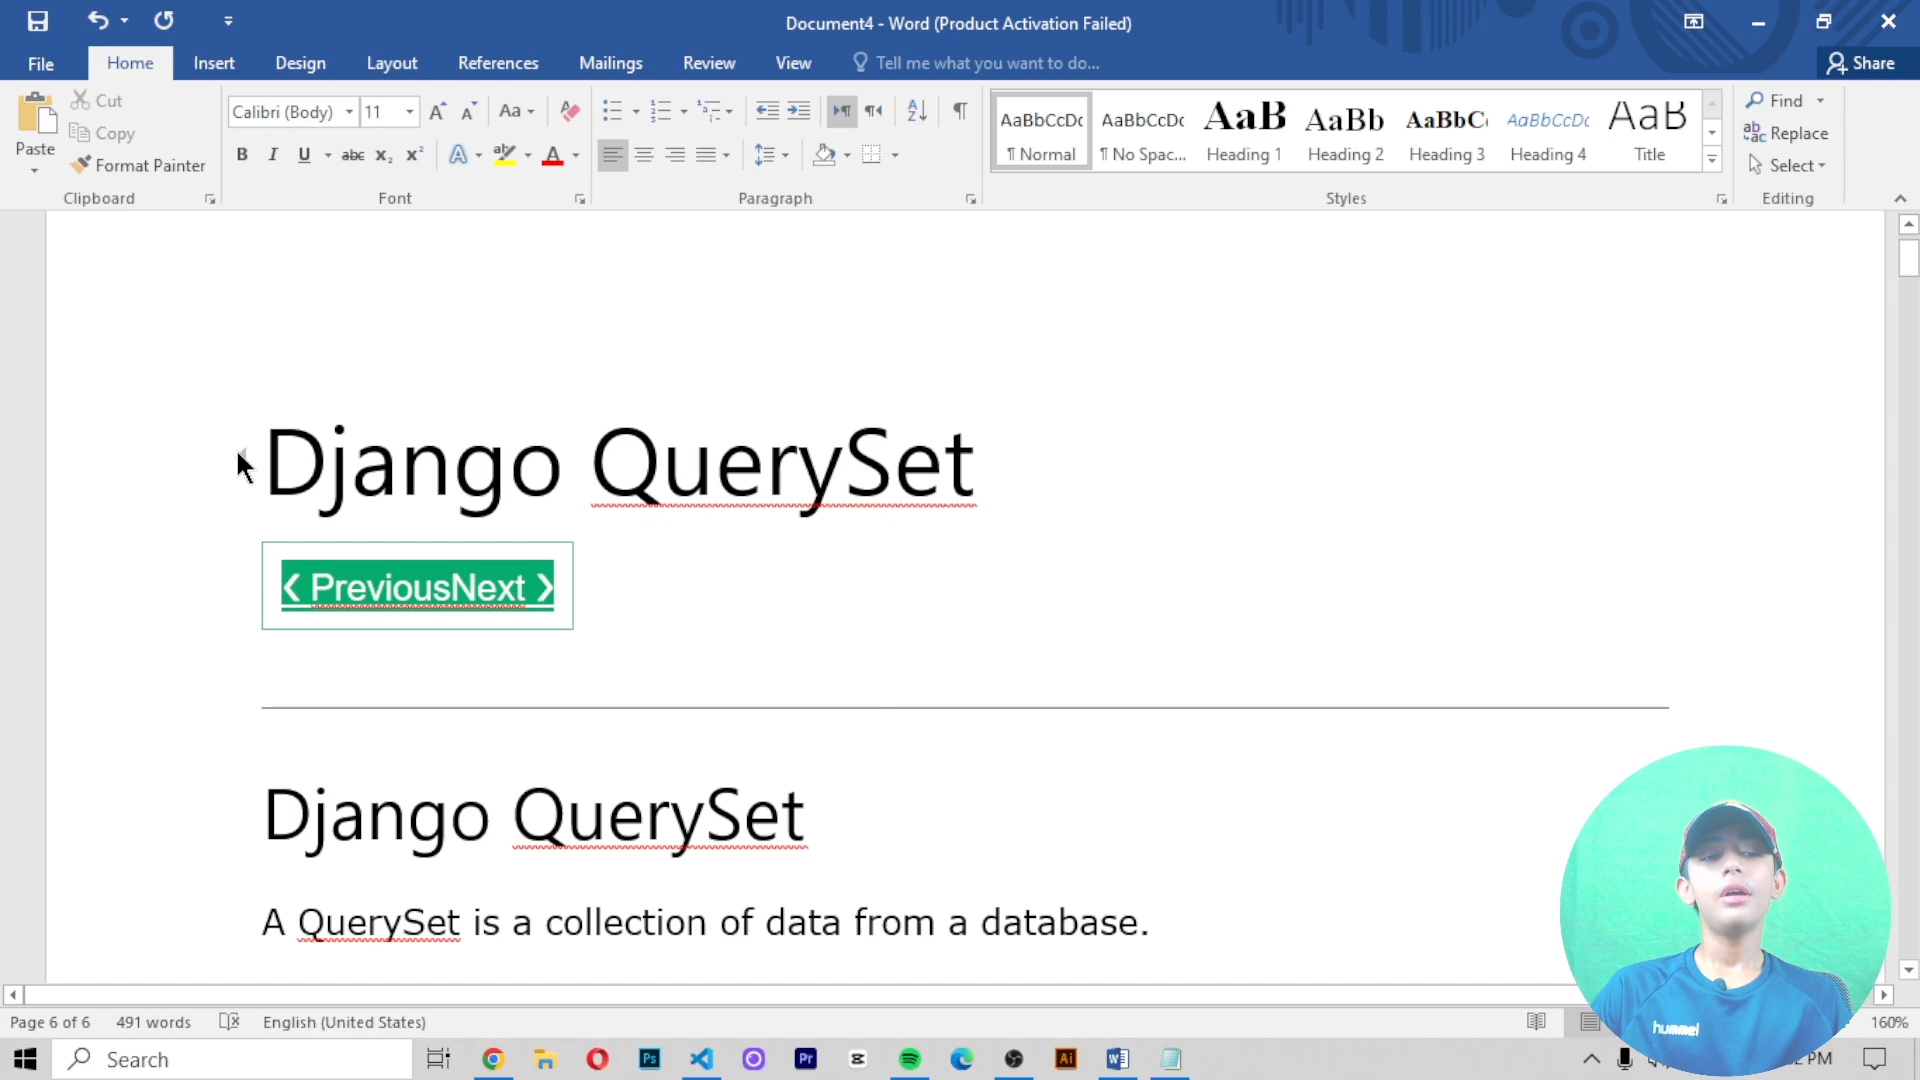 Document4 - Word (Product Activation Failed)
File Home Insert Design Layout References Mailings Review View Tell me what you want to do... Share
Paste
Cut
Copy
Format Painter
Clipboard
Calibri (Body) 11
Font
Paragraph
AaBbCcDc AaBbCcDc AaB AaBb AaBbC AaBbCcDc AaB
¶ Normal ¶ No Spac... Heading 1 Heading 2 Heading 3 Heading 4 Title
Styles
Find
Replace
Select
Editing
Django QuerySet
❮ PreviousNext ❯
Django QuerySet
A QuerySet is a collection of data from a database.
hummel
Page 6 of 6 491 words English (United States) 160%
Search
PM